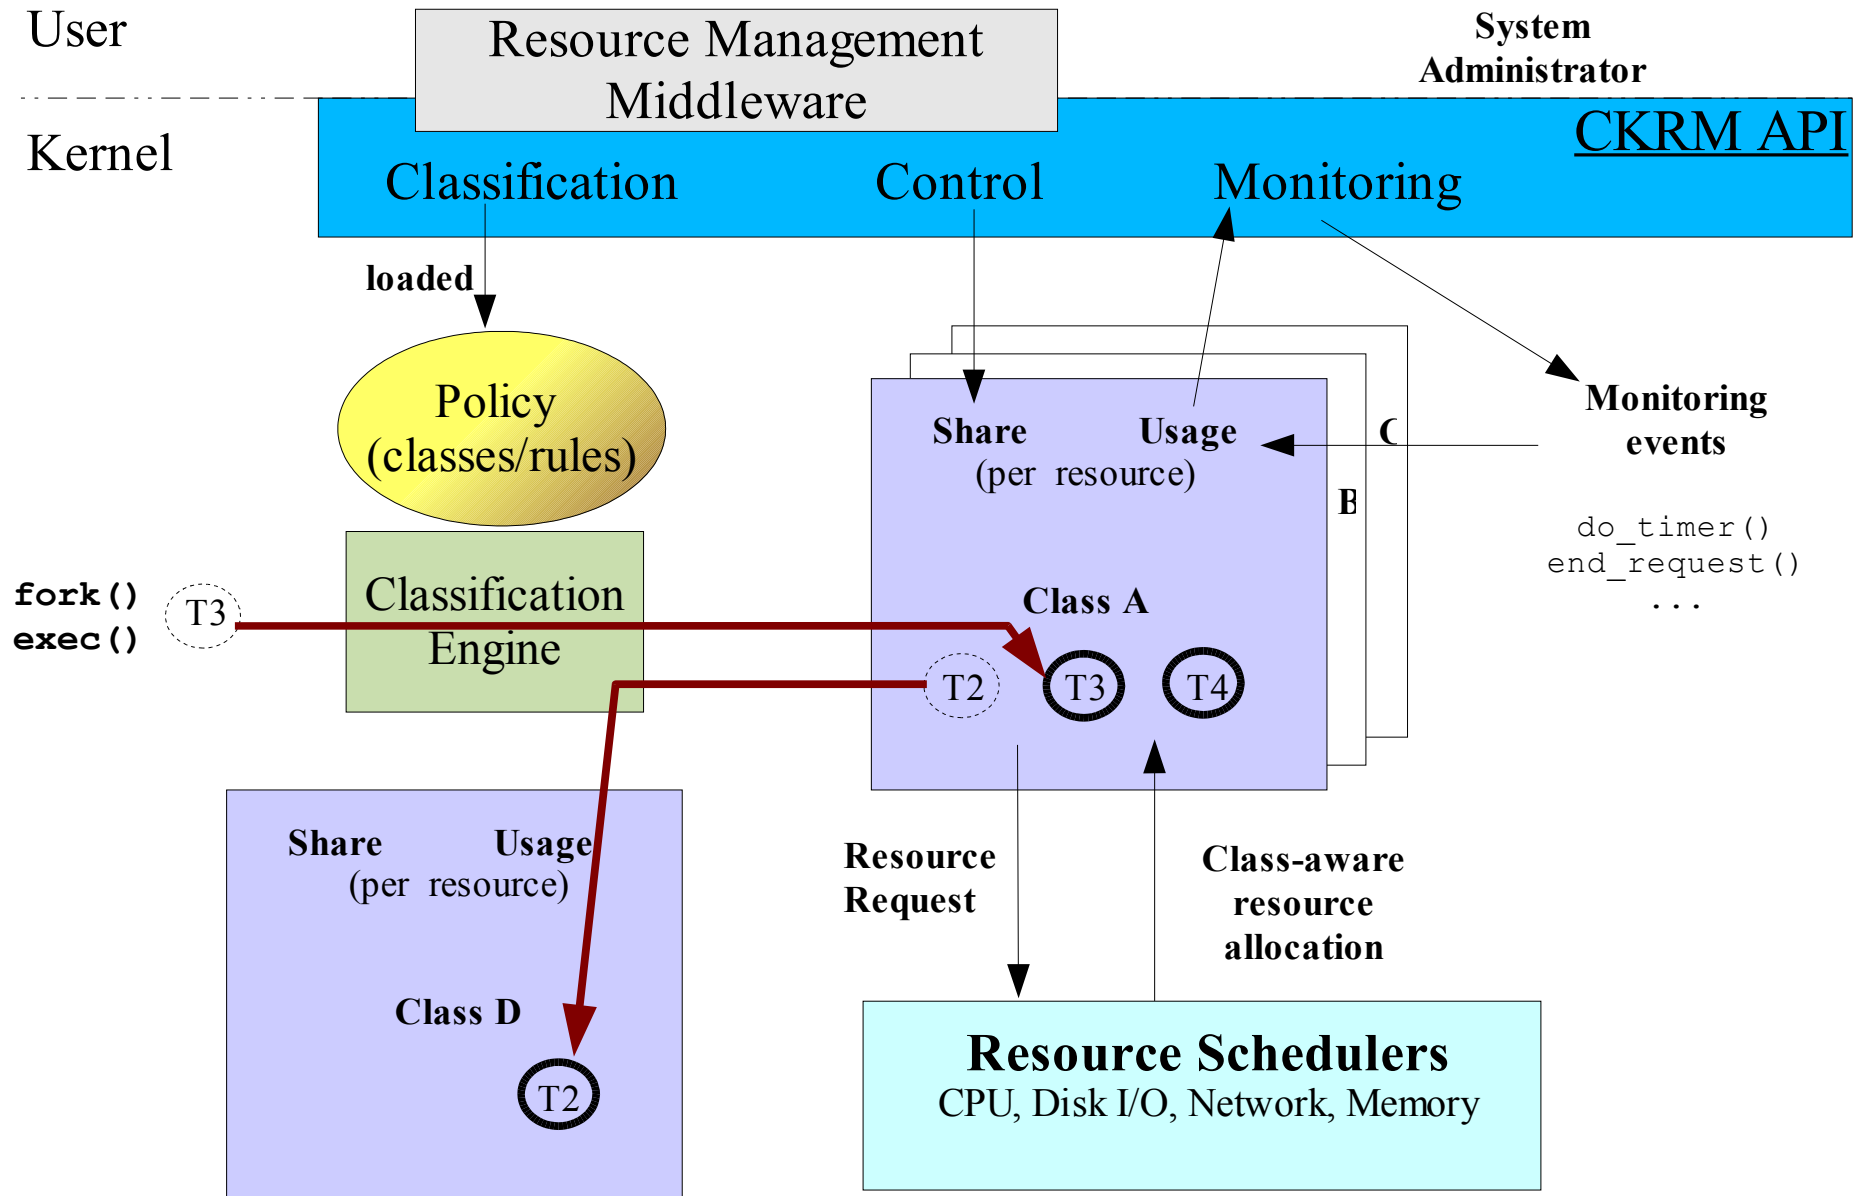 User
Resource Management
Middleware
System
Administrator
Kernel
CKRM API
Classification
Control
Monitoring
loaded
Policy
(classes/rules)
Share
Usage
(per resource)
C
B
Monitoring
events
do_timer()
end_request()
...
fork()
exec()
T3
Classification
Engine
Class A
T2
T3
T4
Share
Usage
(per resource)
Class D
T2
Resource
Request
Class-aware
resource
allocation
Resource Schedulers
CPU, Disk I/O, Network, Memory